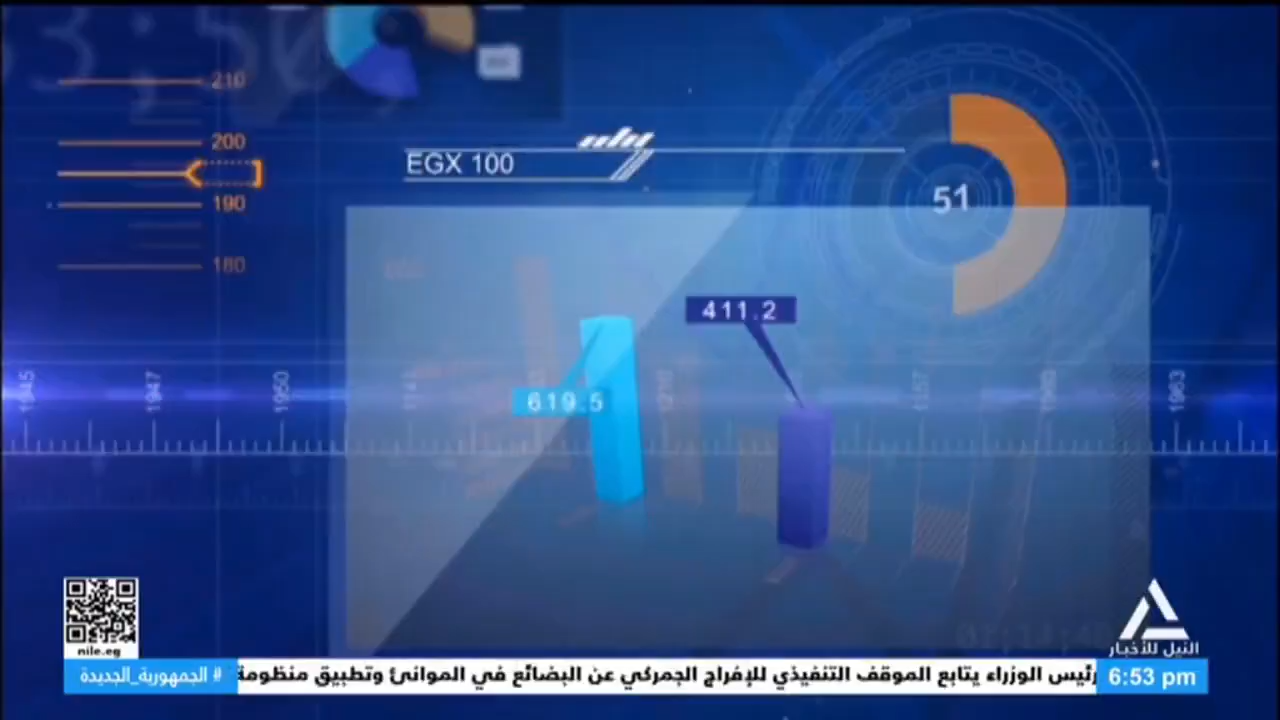 210
200
190
180
EGX 100
51
411.2
619.5
1947
1950
1963
nile.eg
النيل للأخبار
# الجمهورية_الجديدة
رئيس الوزراء يتابع الموقف التنفيذي للإفراج الجمركي عن البضائع في الموانئ وتطبيق منظومة
6:53 pm